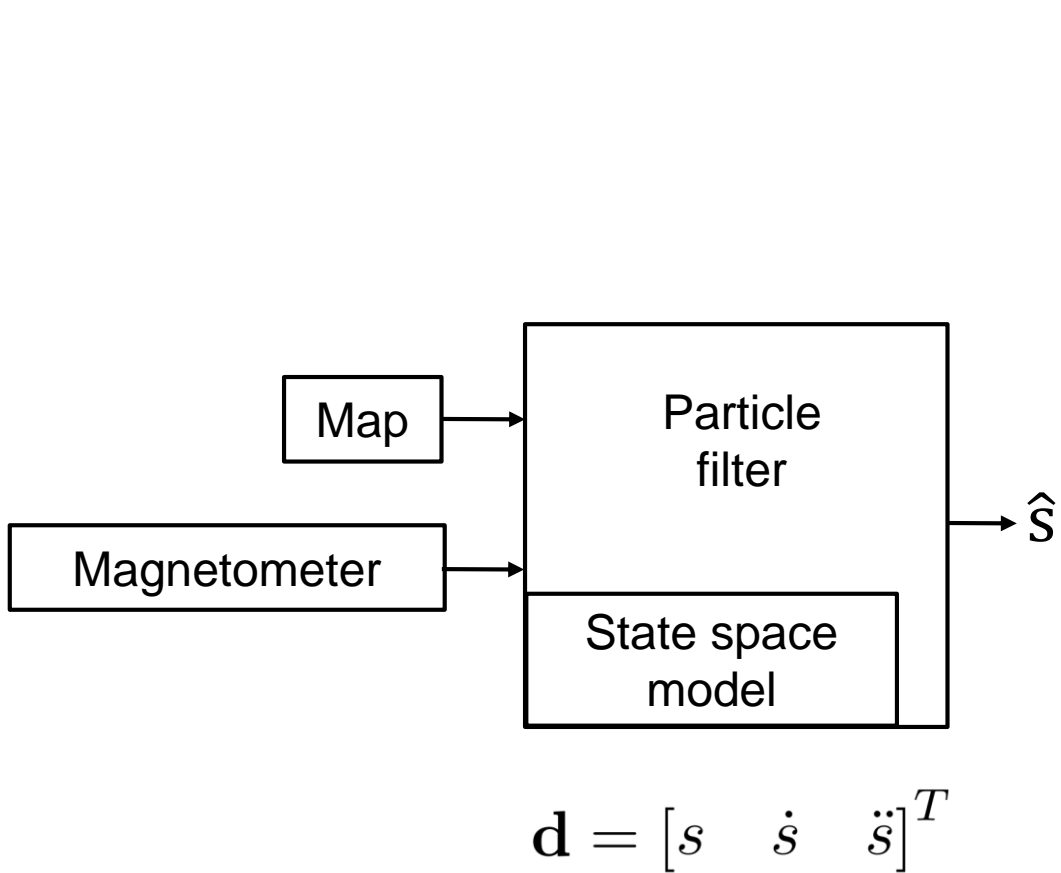 Map
Particle
filter
Magnetometer
ŝ
State space
model
𝐝 = [s ṡ s̈]ᵀ